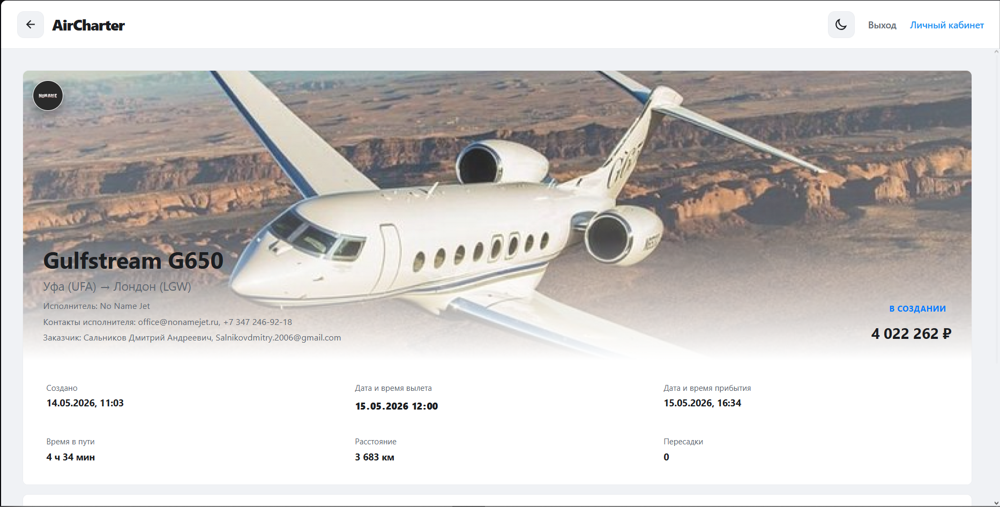 AirCharter
Выход
Личный кабинет
NONAME
Gulfstream G650
Уфа (UFA) → Лондон (LGW)
Исполнитель: No Name Jet
Контакты исполнителя: office@nonamejet.ru, +7 347 246-92-18
Заказчик: Сальников Дмитрий Андреевич, Salnikovdmitry.2006@gmail.com
В СОЗДАНИИ
4 022 262 ₽
Создано
14.05.2026, 11:03
Дата и время вылета
15.05.2026 12:00
Дата и время прибытия
15.05.2026, 16:34
Время в пути
4 ч 34 мин
Расстояние
3 683 км
Пересадки
0